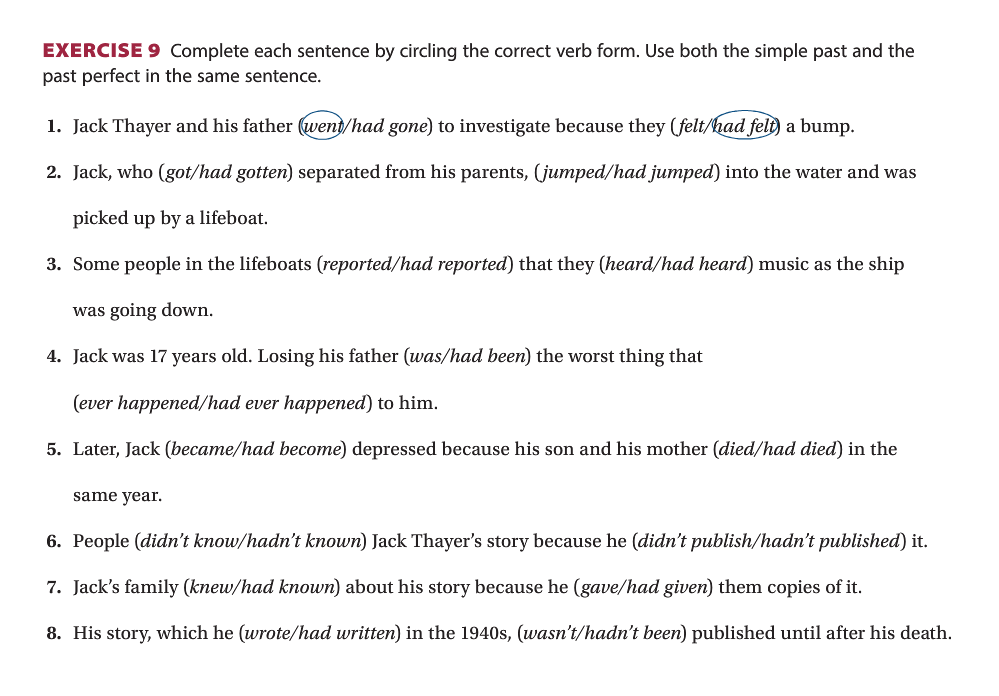 EXERCISE 9 Complete each sentence by circling the correct verb form. Use both the simple past and the
past perfect in the same sentence.
1. Jack Thayer and his father (went/had gone) to investigate because they (felt/had felt) a bump.
2. Jack, who (got/had gotten) separated from his parents, (jumped/had jumped) into the water and was
picked up by a lifeboat.
3. Some people in the lifeboats (reported/had reported) that they (heard/had heard) music as the ship
was going down.
4. Jack was 17 years old. Losing his father (was/had been) the worst thing that
(ever happened/had ever happened) to him.
5. Later, Jack (became/had become) depressed because his son and his mother (died/had died) in the
same year.
6. People (didn't know/hadn't known) Jack Thayer's story because he (didn't publish/hadn't published) it.
7. Jack's family (knew/had known) about his story because he (gave/had given) them copies of it.
8. His story, which he (wrote/had written) in the 1940s, (wasn't/hadn't been) published until after his death.